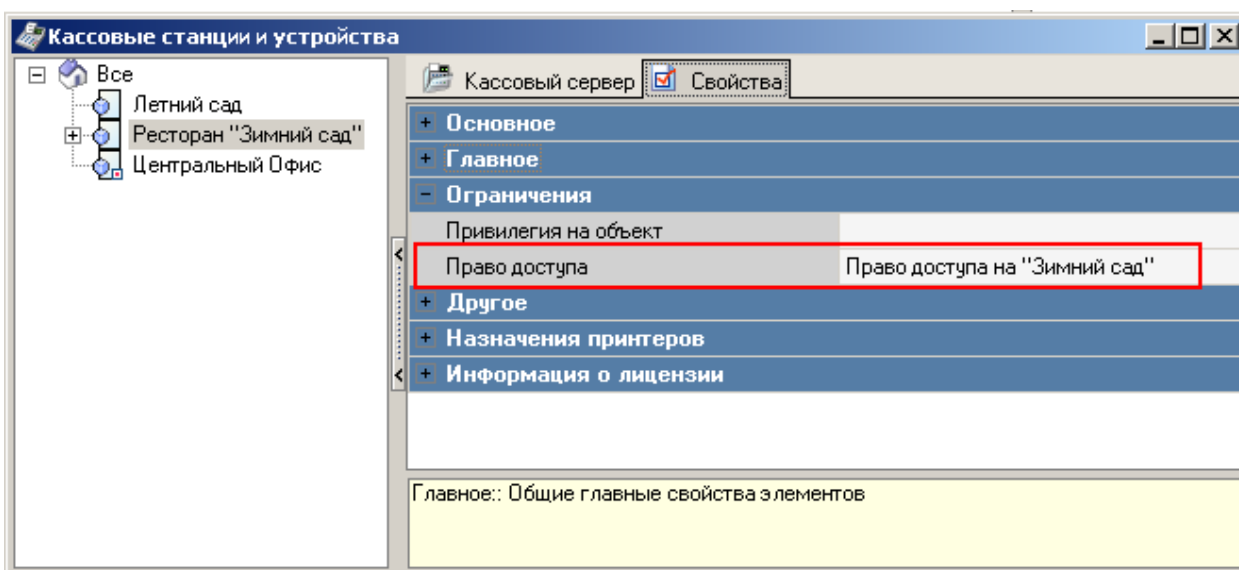 Кассовые станции и устройства
Все
Летний сад
Ресторан "Зимний сад"
Центральный Офис
Кассовый сервер Свойства
Основное
Главное
Ограничения
Привилегия на объект
Право доступа Право доступа на "Зимний сад"
Другое
Назначения принтеров
Информация о лицензии
Главное:: Общие главные свойства элементов